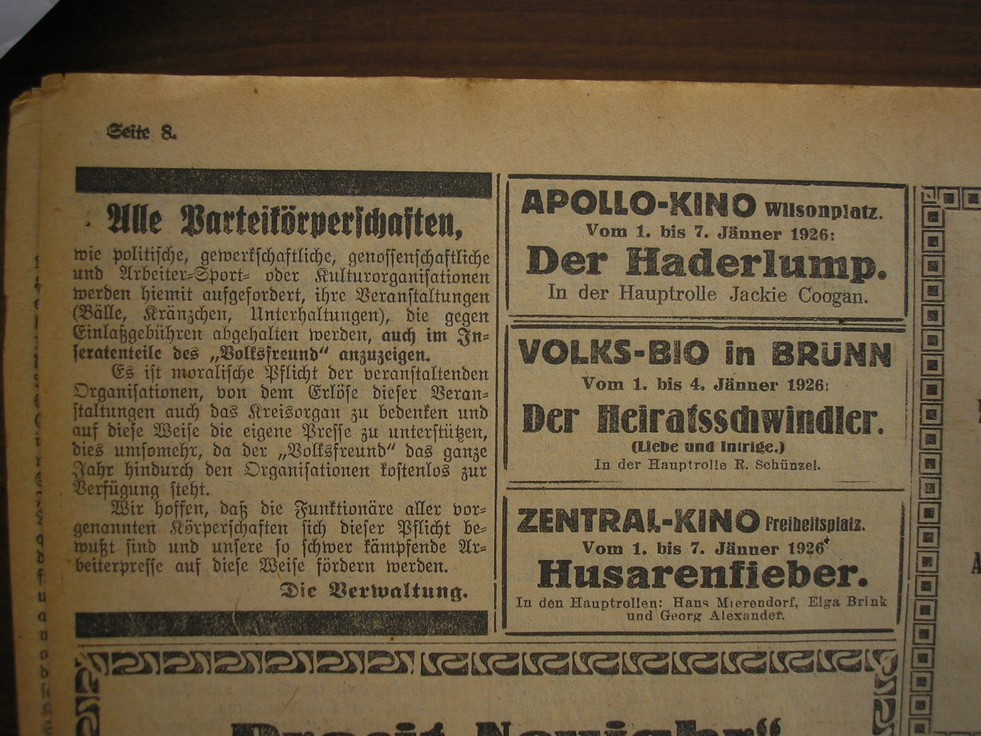 Seite 8.
Alle Parteikörperschaften,
wie politische, gewerkschaftliche, genossenschaftliche
und Arbeiter-Sport- oder Kulturorganisationen
werden hiemit aufgefordert, ihre Veranstaltungen
(Bälle, Kränzchen, Unterhaltungen), die gegen
Einlaßgebühren abgehalten werden, auch im In-
seratenteile des „Volksfreund“ anzuzeigen.
Es ist moralische Pflicht der veranstaltenden
Organisationen, von dem Erlöse dieser Veran-
staltungen auch das Kreisorgan zu bedenken und
auf diese Weise die eigene Presse zu unterstützen,
dies umsomehr, da der „Volksfreund“ das ganze
Jahr hindurch den Organisationen kostenlos zur
Verfügung steht.
Wir hoffen, daß die Funktionäre aller vor-
genannten Körperschaften sich dieser Pflicht be-
wußt sind und unsere so schwer kämpfende Ar-
beiterpresse auf diese Weise fördern werden.
Die Verwaltung.
APOLLO-KINO Wilsonplatz.
Vom 1. bis 7. Jänner 1926:
Der Haderlump.
In der Hauptrolle Jackie Coogan.
VOLKS-BIO in BRÜNN
Vom 1. bis 4. Jänner 1926:
Der Heiratsschwindler.
(Liebe und Intrige.)
In der Hauptrolle R. Schünzel.
ZENTRAL-KINO Freiheitsplatz.
Vom 1. bis 7. Jänner 1926
Husarenfieber.
In den Hauptrollen: Hans Mierendorf, Elga Brink
und Georg Alexander.
Prosit Neujahr“